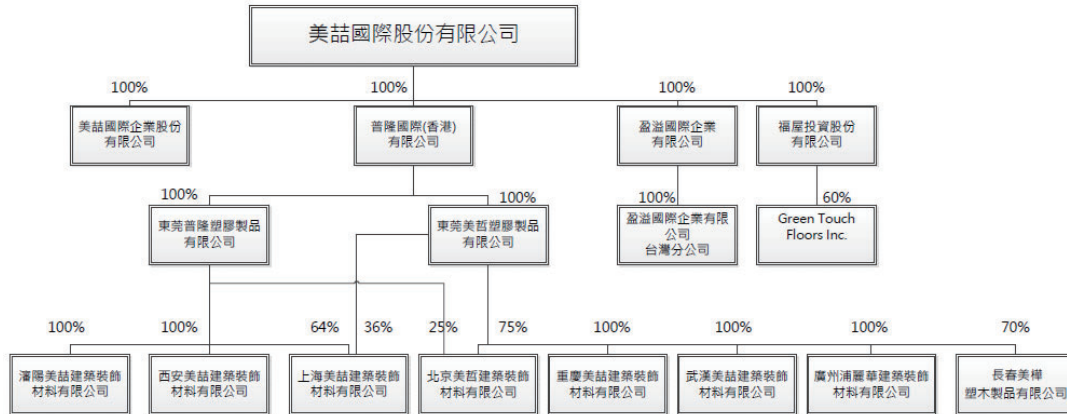 美喆國際股份有限公司
100%
100%
100%
100%
美喆國際企業股份
有限公司
普隆國際(香港)
有限公司
盈溢國際企業
有限公司
福屋投資股份
有限公司
100%
100%
100%
60%
東莞普隆塑膠製品
有限公司
東莞美哲塑膠製品
有限公司
盈溢國際企業有限
公司
台灣分公司
Green Touch
Floors Inc.
100%
100%
64%
36%
25%
75%
100%
100%
100%
70%
瀋陽美喆建築裝飾
材料有限公司
西安美喆建築裝飾
材料有限公司
上海美喆建築裝飾
材料有限公司
北京美哲建築裝飾
材料有限公司
重慶美喆建築裝飾
材料有限公司
武漢美喆建築裝飾
材料有限公司
廣州浦麗華建築裝飾
材料有限公司
長春美樺
塑木製品有限公司